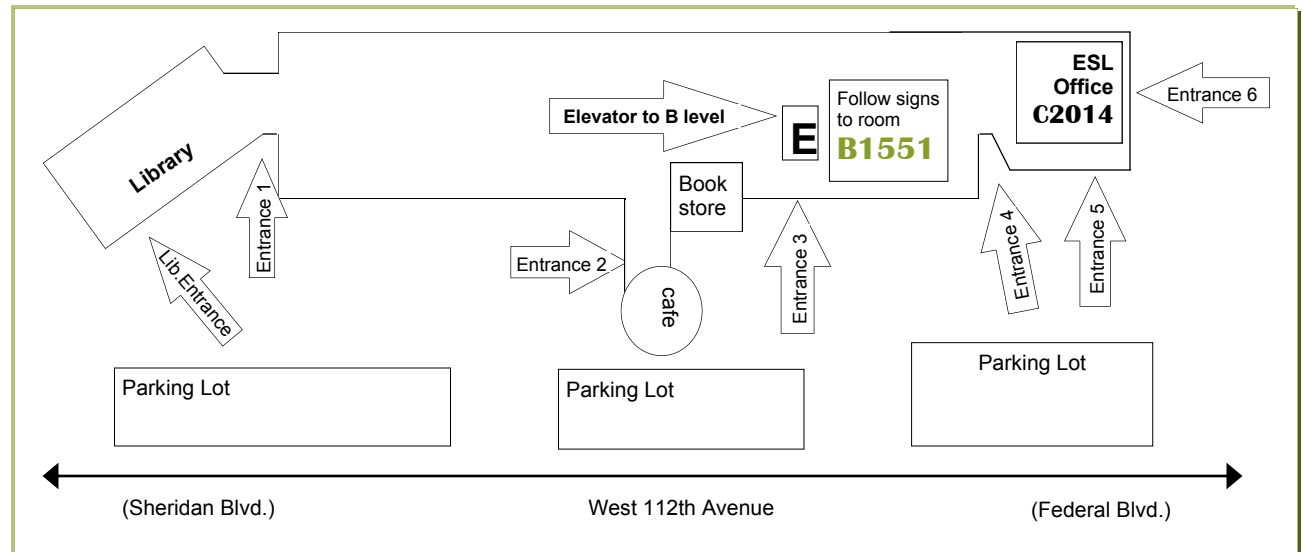 ESL
Office
C2014
Entrance 6
Follow signs
to room
B1551
Elevator to B level
E
Library
Book
store
Entrance 1
Lib.Entrance
Entrance 2
cafe
Entrance 3
Entrance 4
Entrance 5
Parking Lot
Parking Lot
Parking Lot
(Sheridan Blvd.)
West 112th Avenue
(Federal Blvd.)